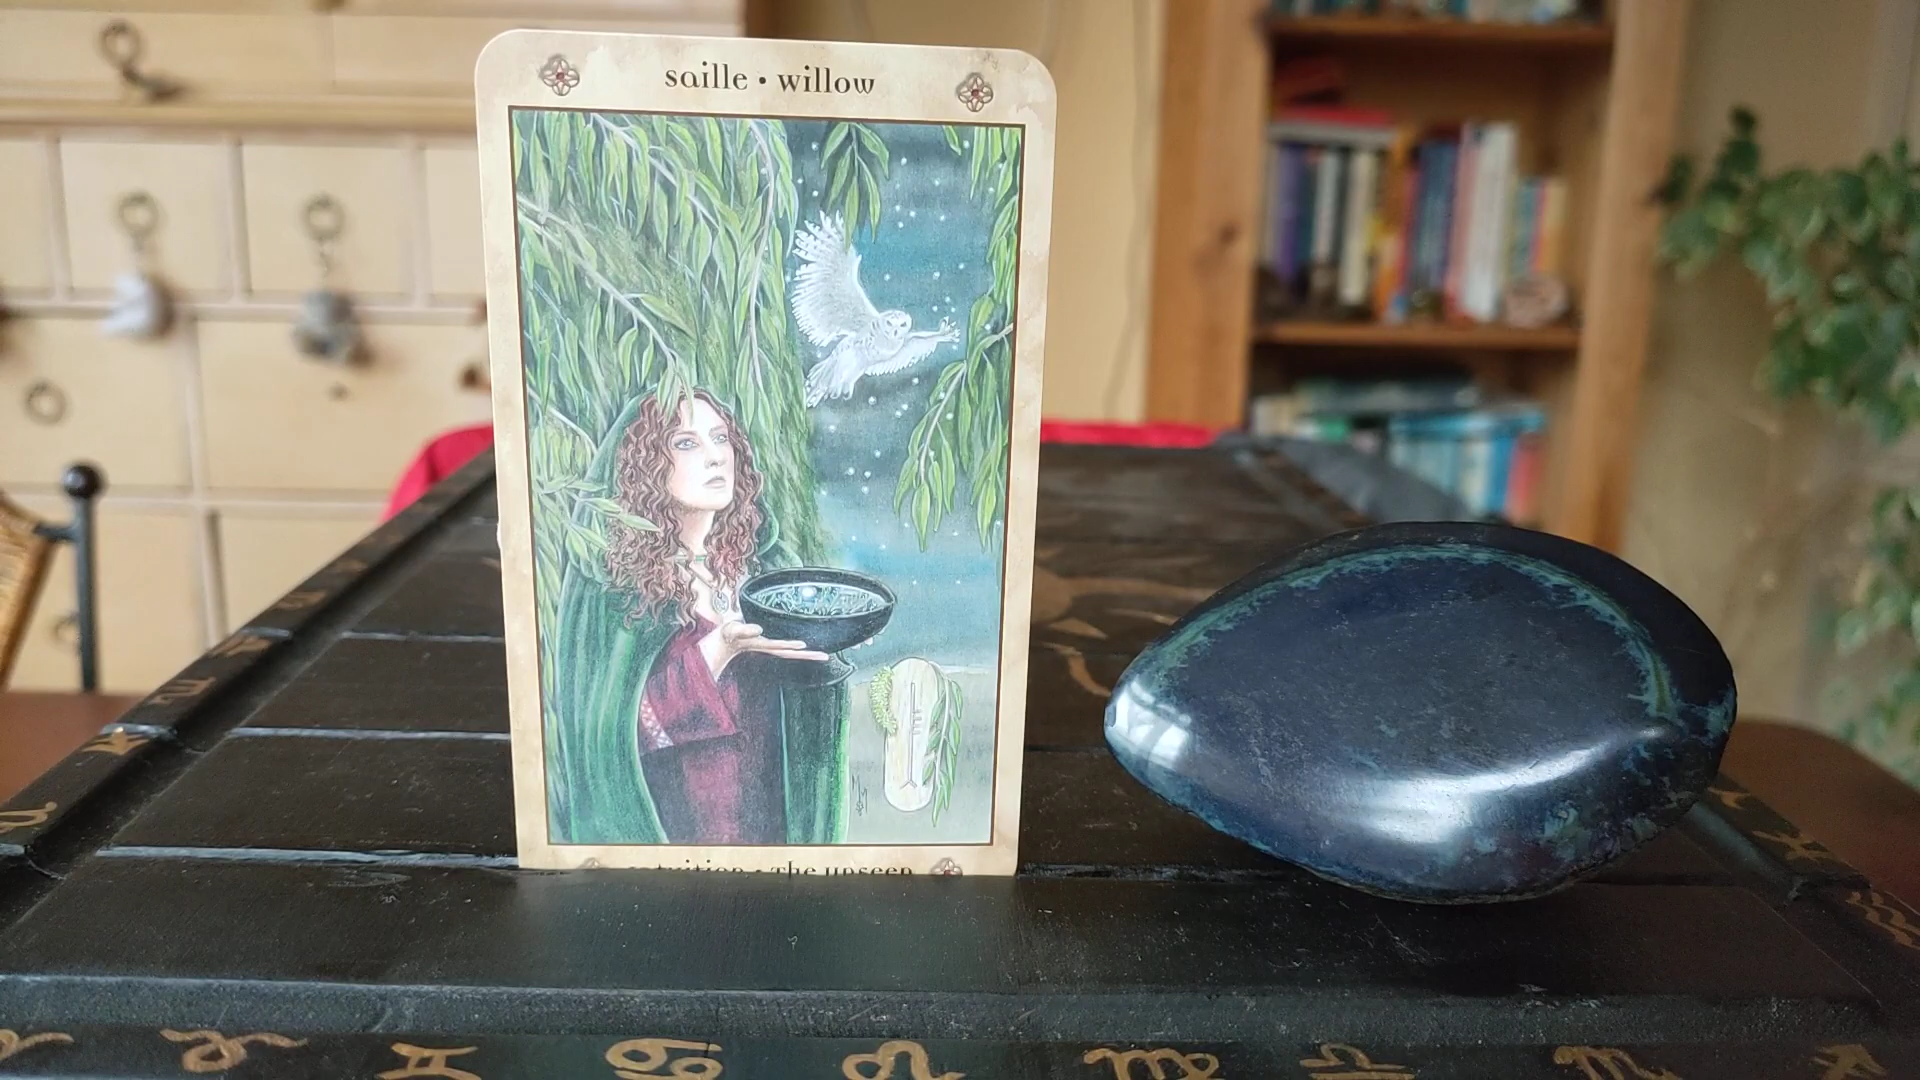 saille • willow
• the unseen
♈ ♉ ♊ ♋ ♌ ♍ ♎ ♏ ♐